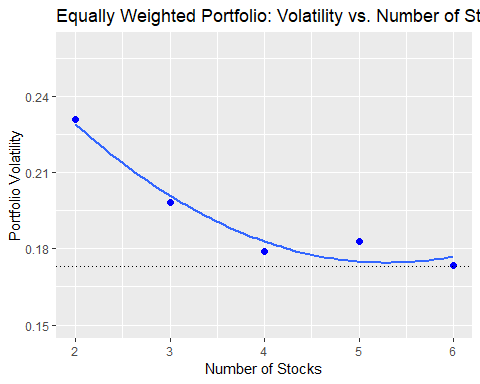 Equally Weighted Portfolio: Volatility vs. Number of St
0.24
0.21
0.18
0.15
Portfolio Volatility
2 3 4 5 6
Number of Stocks